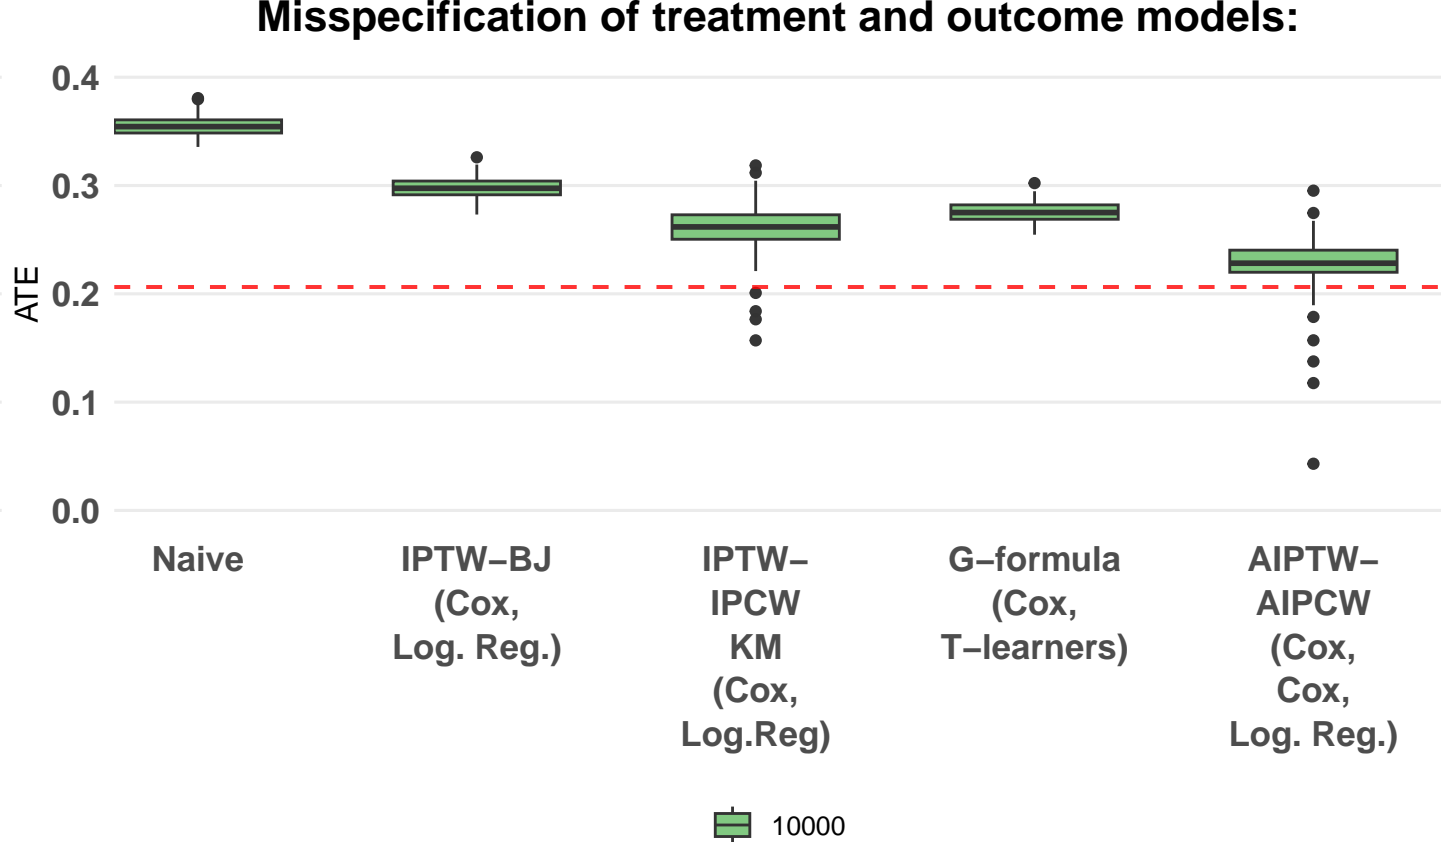 Misspecification of treatment and outcome models:
0.4
0.3
0.2
0.1
0.0
ATE
Naive
IPTW–BJ
(Cox,
Log. Reg.)
IPTW–
IPCW
KM
(Cox,
Log.Reg)
G–formula
(Cox,
T–learners)
AIPTW–
AIPCW
(Cox,
Cox,
Log. Reg.)
10000